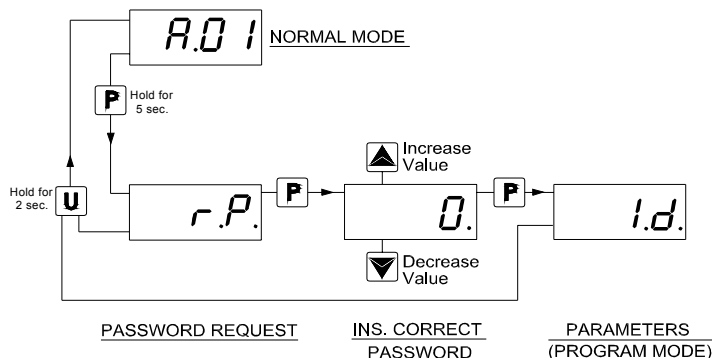 A.01
NORMAL MODE
P
Hold for
5 sec.
Increase
Value
Hold for
2 sec.
U
r.P.
P
0.
P
1.d.
Decrease
Value
PASSWORD REQUEST
INS. CORRECT
PASSWORD
PARAMETERS
(PROGRAM MODE)